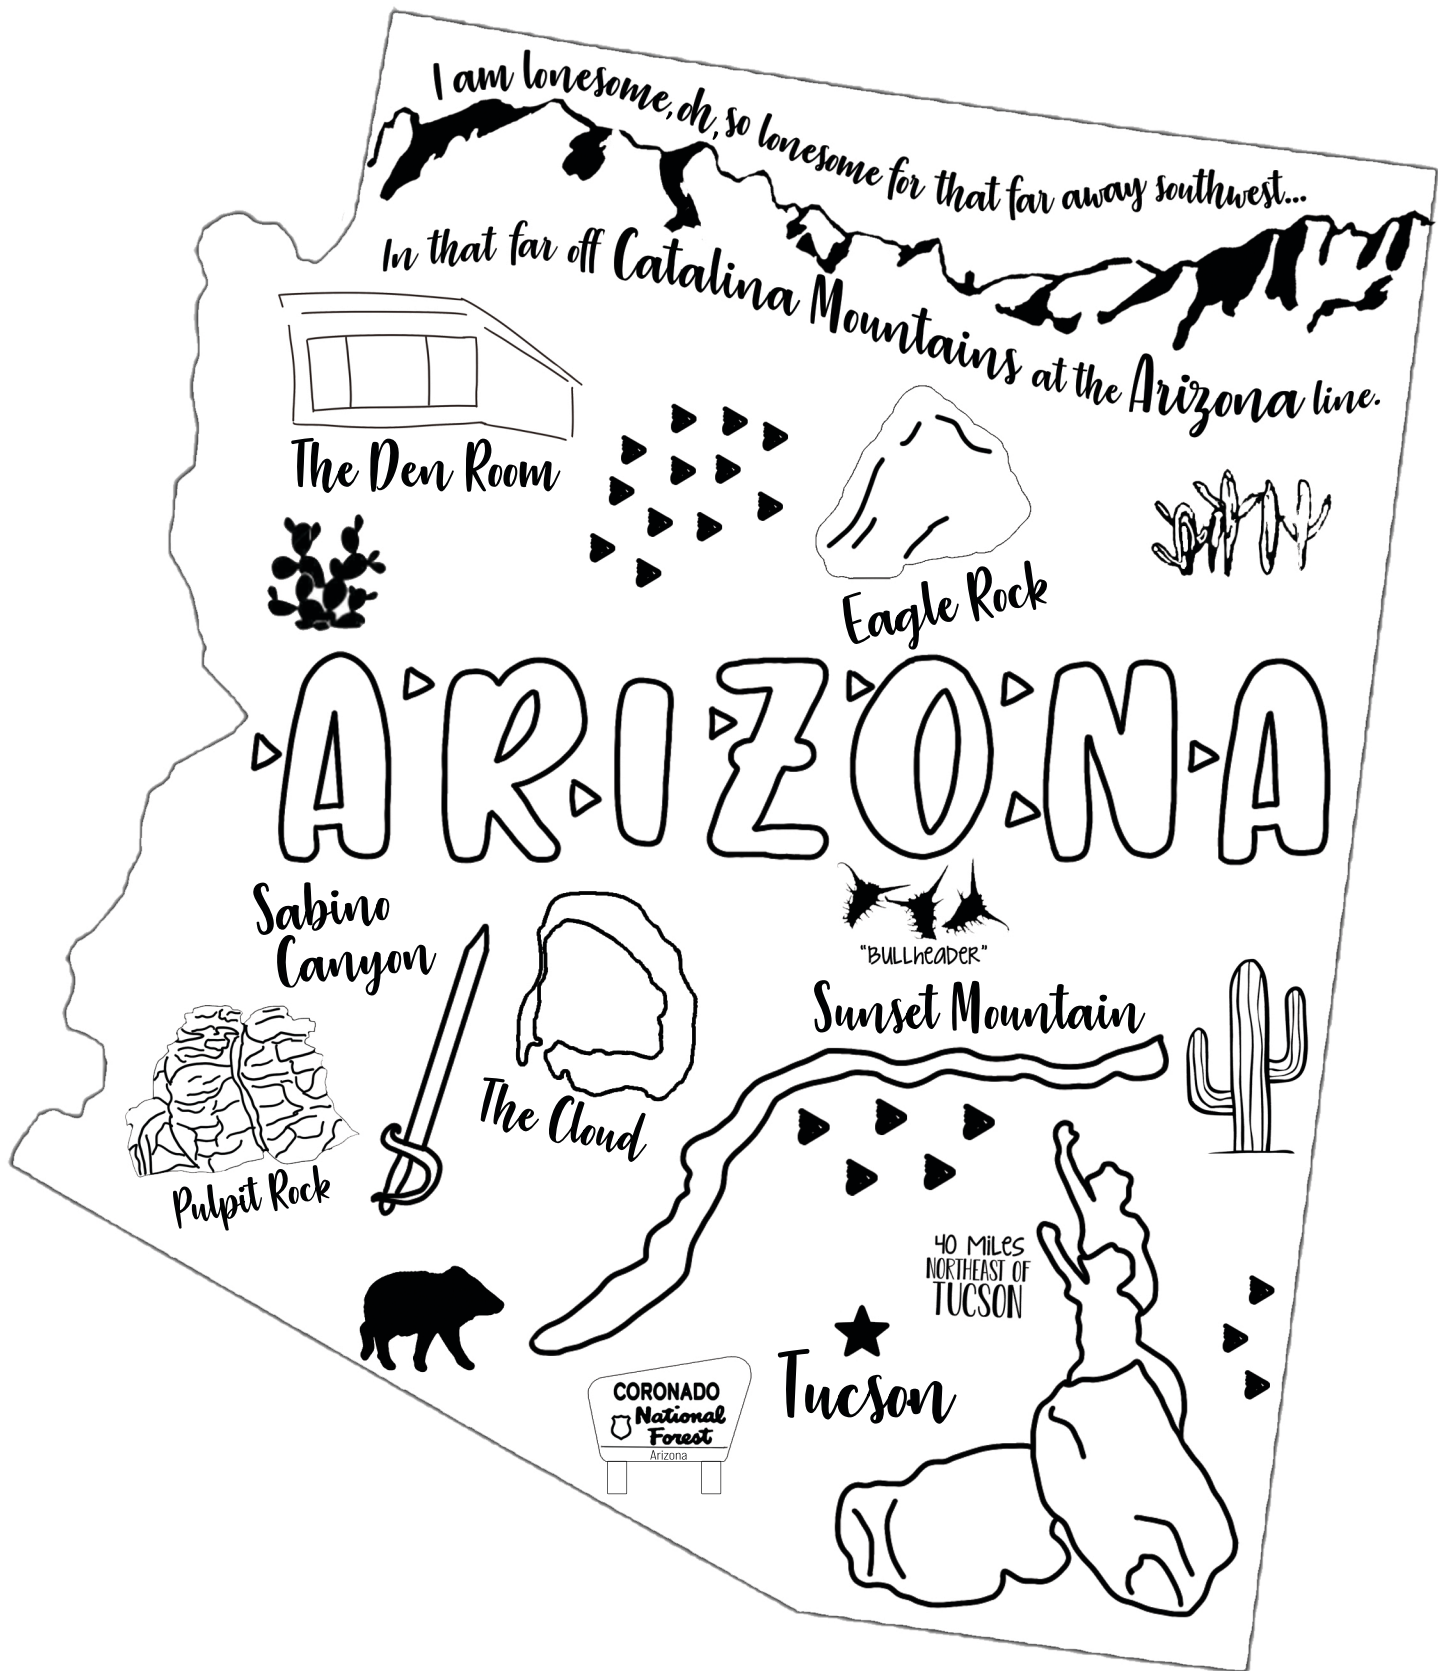 I am lonesome, oh, so lonesome for that far away southwest...
In that far off Catalina Mountains at the Arizona line.
The Den Room
Eagle Rock
ARIZONA
Sabino
Canyon
"BULLHEADER"
Sunset Mountain
The Cloud
Pulpit Rock
40 MILES
NORTHEAST OF
TUCSON
Tucson
CORONADO
National
Forest
Arizona